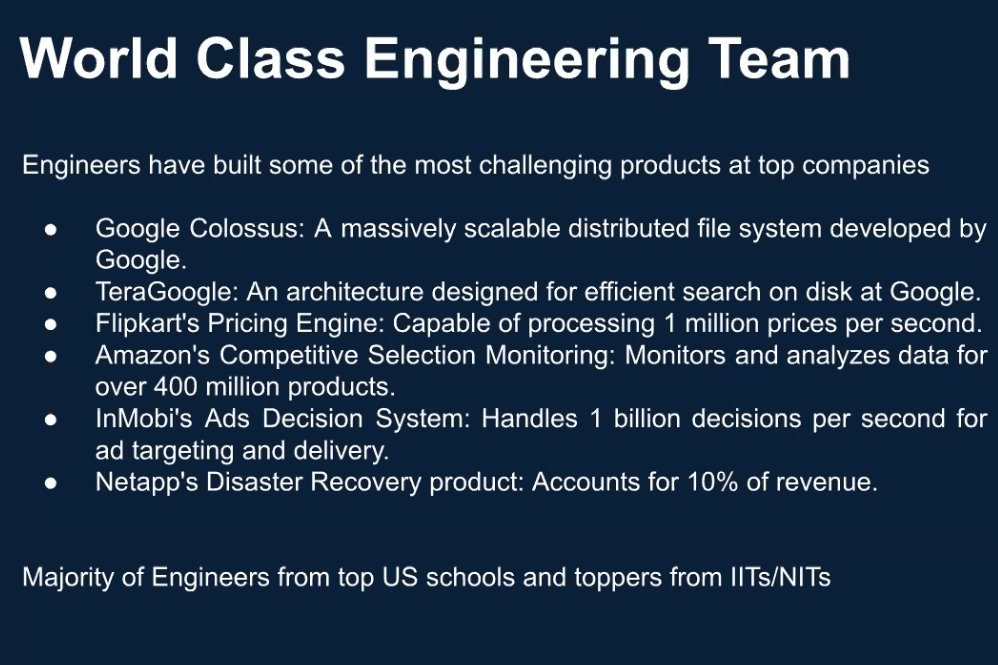 World Class Engineering Team
Engineers have built some of the most challenging products at top companies
● Google Colossus: A massively scalable distributed file system developed by
Google.
● TeraGoogle: An architecture designed for efficient search on disk at Google.
● Flipkart's Pricing Engine: Capable of processing 1 million prices per second.
● Amazon's Competitive Selection Monitoring: Monitors and analyzes data for
over 400 million products.
● InMobi's Ads Decision System: Handles 1 billion decisions per second for
ad targeting and delivery.
● Netapp's Disaster Recovery product: Accounts for 10% of revenue.
Majority of Engineers from top US schools and toppers from IITs/NITs